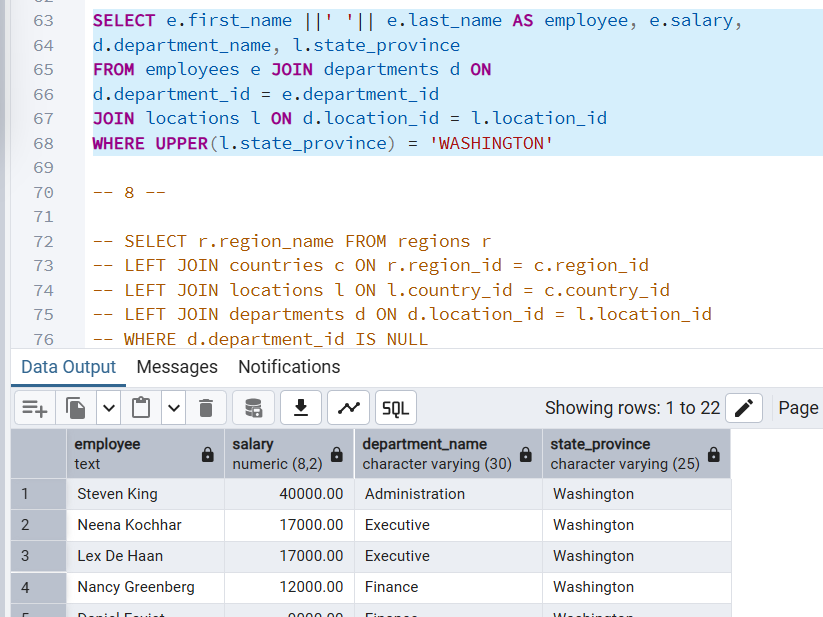 63 SELECT e.first_name ||' '|| e.last_name AS employee, e.salary,
64 d.department_name, l.state_province
65 FROM employees e JOIN departments d ON
66 d.department_id = e.department_id
67 JOIN locations l ON d.location_id = l.location_id
68 WHERE UPPER(l.state_province) = 'WASHINGTON'
69
70 -- 8 --
71
72 -- SELECT r.region_name FROM regions r
73 -- LEFT JOIN countries c ON r.region_id = c.region_id
74 -- LEFT JOIN locations l ON l.country_id = c.country_id
75 -- LEFT JOIN departments d ON d.location_id = l.location_id
76 -- WHERE d.department_id IS NULL
Data Output Messages Notifications
SQL Showing rows: 1 to 22 Page
employee salary department_name state_province
text numeric (8,2) character varying (30) character varying (25)
1 Steven King 40000.00 Administration Washington
2 Neena Kochhar 17000.00 Executive Washington
3 Lex De Haan 17000.00 Executive Washington
4 Nancy Greenberg 12000.00 Finance Washington